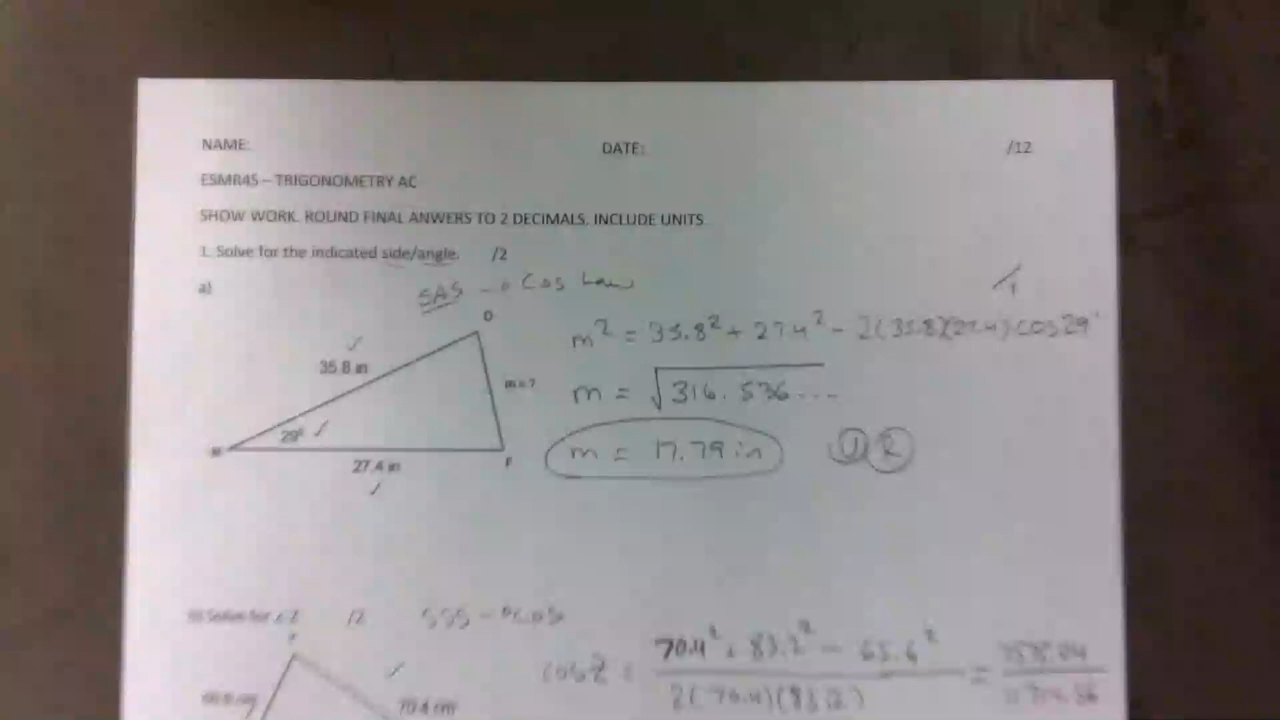 NAME: DATE: /12
ESMR4S – TRIGONOMETRY AC
SHOW WORK. ROUND FINAL ANWERS TO 2 DECIMALS. INCLUDE UNITS
1. Solve for the indicated side/angle. /2
a)
SAS → Cos Law
O
35.8 in
m = ?
29°
27.4 in
F
m² = 35.8² + 27.4² - 2(35.8)(27.4) cos 29°
m = √316.536...
m = 17.79 in
U R
b) Solve for ∠Z /2 SSS → cos
70.4 cm
cos Z = 70.4² + 83.2² - 65.6²
2(70.4)(83.2)
=